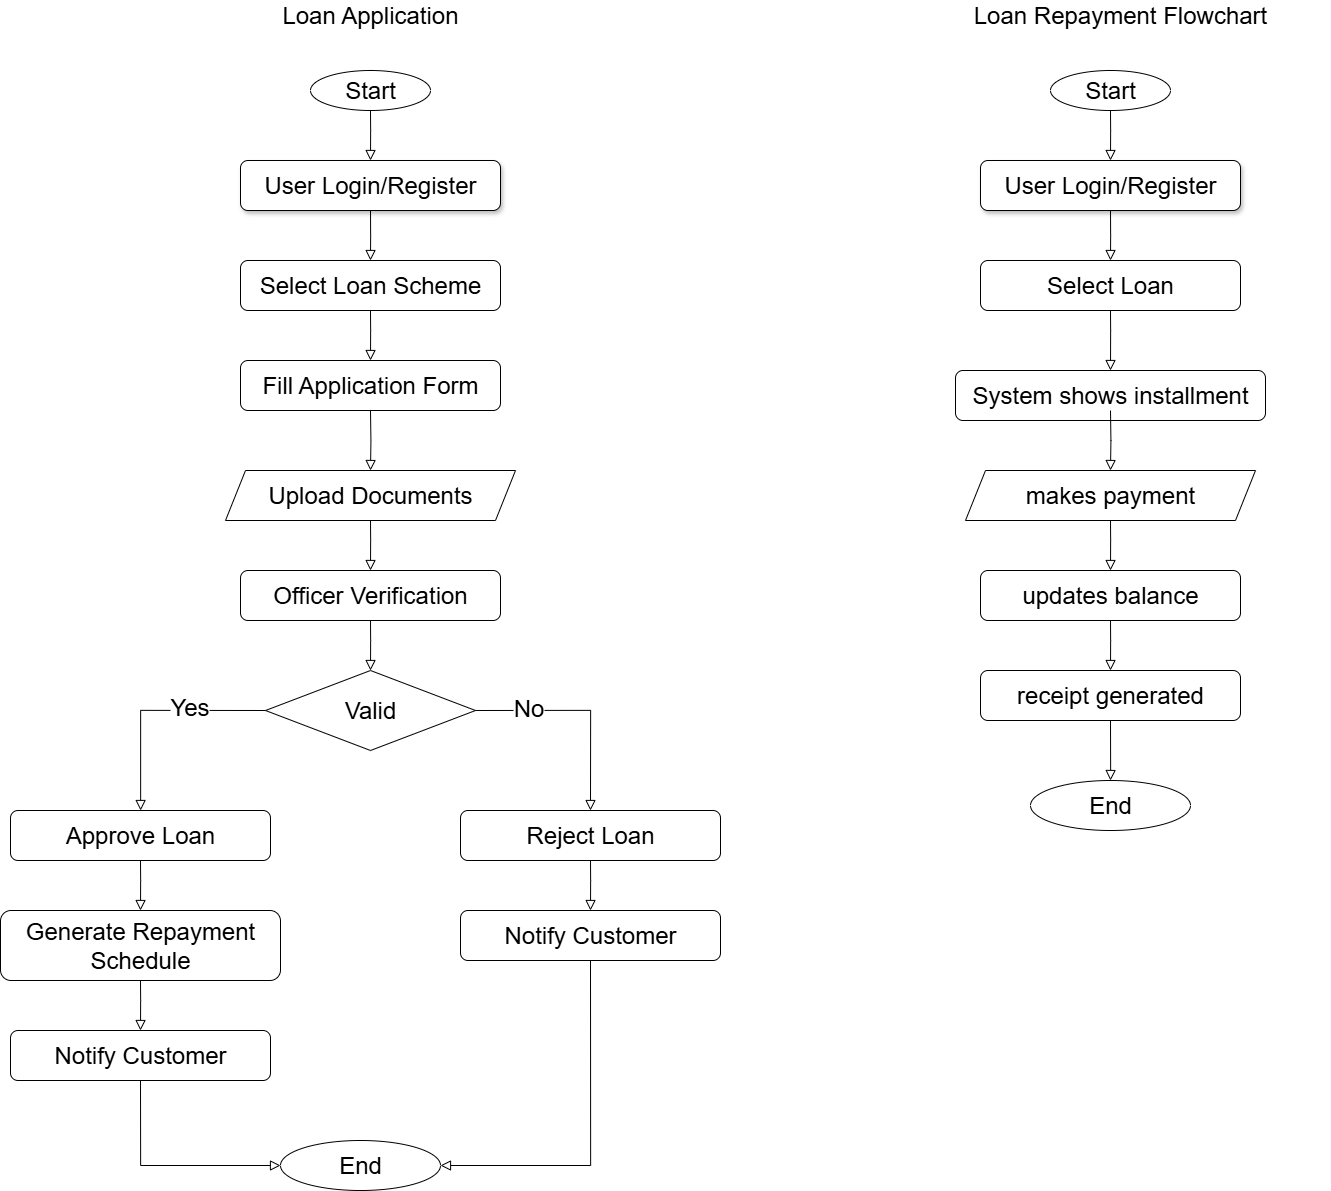 Loan Application
Start
User Login/Register
Select Loan Scheme
Fill Application Form
Upload Documents
Officer Verification
Valid
Yes
No
Approve Loan
Generate Repayment
Schedule
Notify Customer
Reject Loan
Notify Customer
End
Loan Repayment Flowchart
Start
User Login/Register
Select Loan
System shows installment
makes payment
updates balance
receipt generated
End